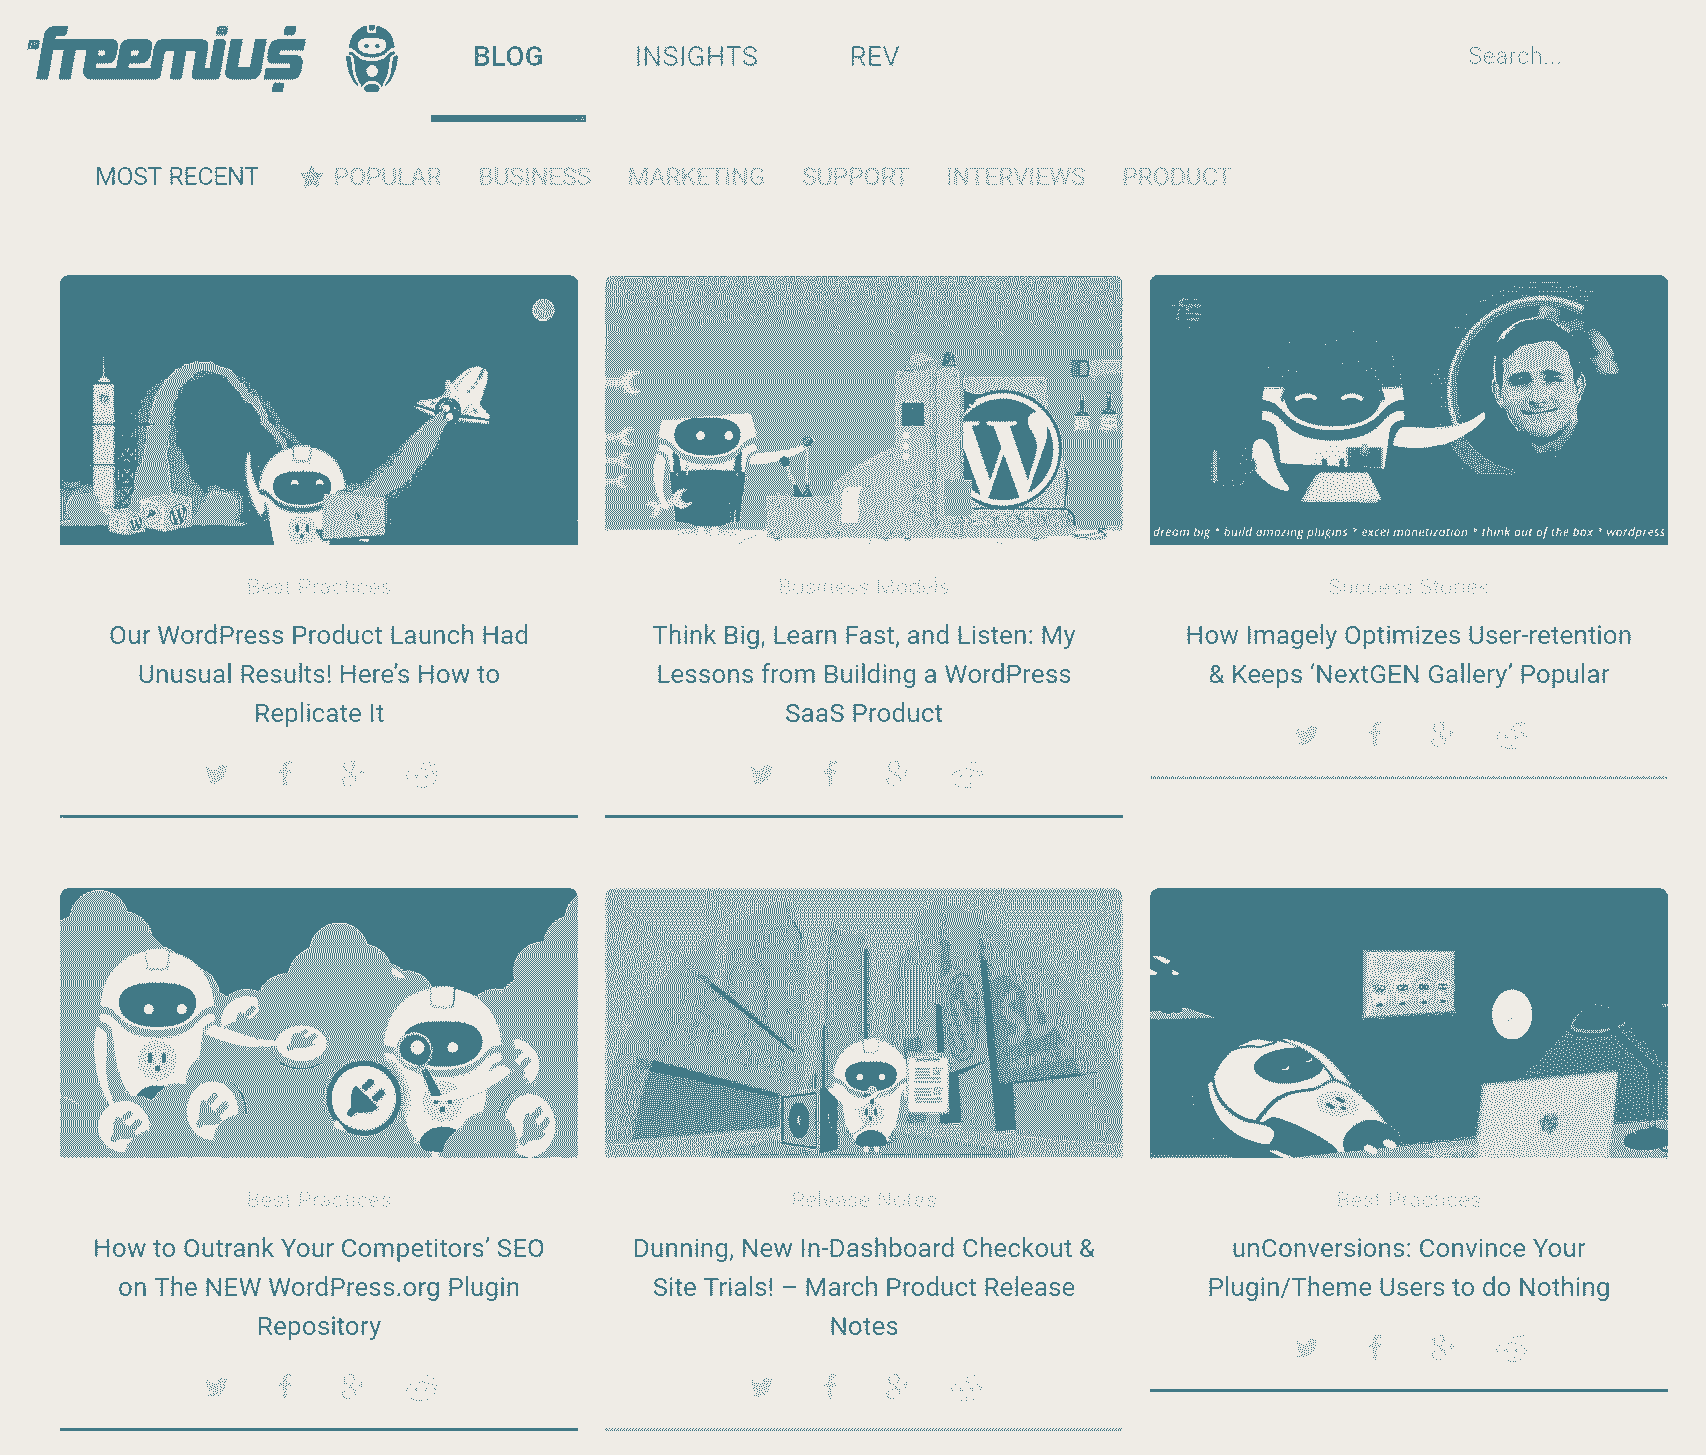 freemius
BLOG
INSIGHTS
REV
Search...
MOST RECENT
POPULAR
BUSINESS
MARKETING
SUPPORT
INTERVIEWS
PRODUCT
dream big * build amazing plugins * excel monetization * think out of the box * wordpress
Best Practices
Our WordPress Product Launch Had
Unusual Results! Here’s How to
Replicate It
Business Models
Think Big, Learn Fast, and Listen: My
Lessons from Building a WordPress
SaaS Product
Success Stories
How Imagely Optimizes User-retention
& Keeps ‘NextGEN Gallery’ Popular
Best Practices
How to Outrank Your Competitors’ SEO
on The NEW WordPress.org Plugin
Repository
Release Notes
Dunning, New In-Dashboard Checkout &
Site Trials! – March Product Release
Notes
Best Practices
unConversions: Convince Your
Plugin/Theme Users to do Nothing